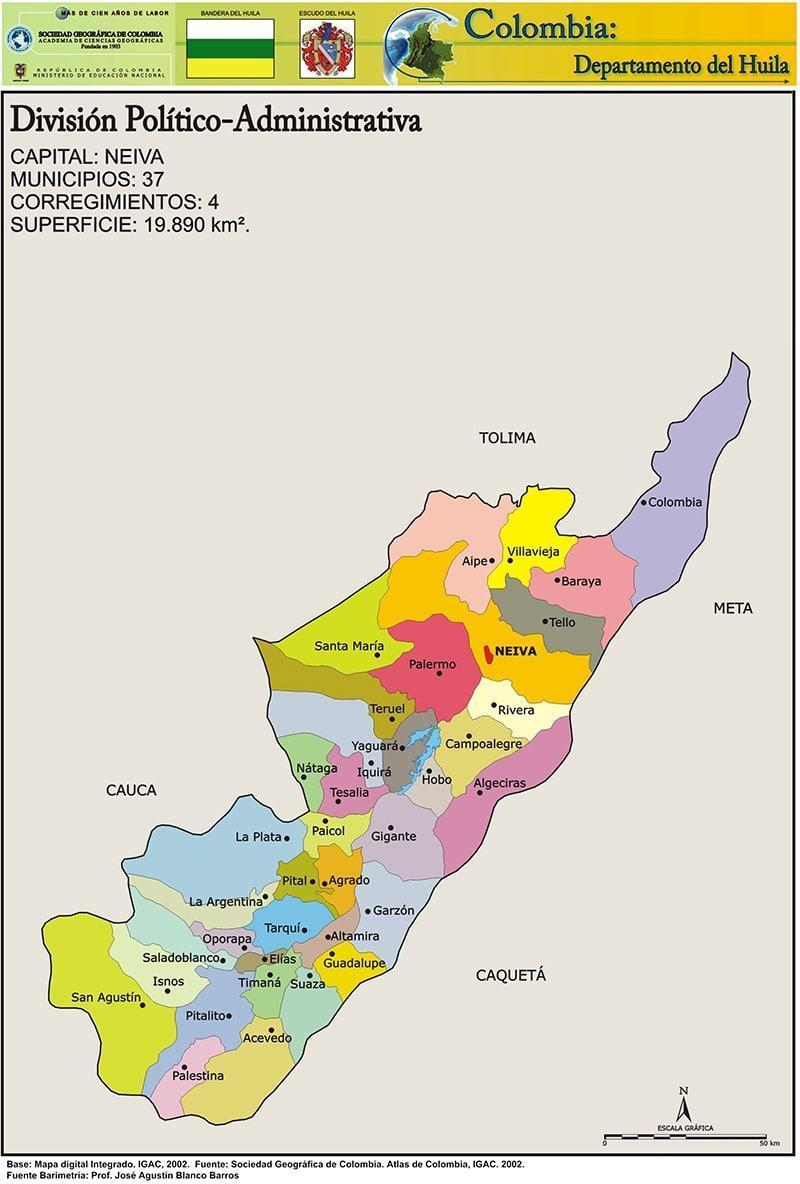 MÁS DE CIEN AÑOS DE LABOR
SOCIEDAD GEOGRÁFICA DE COLOMBIA
ACADEMIA DE CIENCIAS GEOGRÁFICAS
Fundada en 1903
REPÚBLICA DE COLOMBIA
MINISTERIO DE EDUCACIÓN NACIONAL
BANDERA DEL HUILA
ESCUDO DEL HUILA
Colombia:
Departamento del Huila
División Político-Administrativa
CAPITAL: NEIVA
MUNICIPIOS: 37
CORREGIMIENTOS: 4
SUPERFICIE: 19.890 km².
TOLIMA
Colombia
Villavieja
Aipe
Baraya
META
Tello
Santa María
NEIVA
Palermo
Teruel
Rivera
Yaguará
Campoalegre
Nátaga
Iquirá
Hobo
Algeciras
CAUCA
Tesalia
Paicol
La Plata
Gigante
Pital
Agrado
La Argentina
Garzón
Tarquí
Oporapa
Altamira
Saladoblanco
Elías
Guadalupe
CAQUETÁ
Isnos
Timaná
Suaza
San Agustín
Pitalito
Acevedo
Palestina
N
ESCALA GRÁFICA
50 km
Base: Mapa digital Integrado. IGAC, 2002. Fuente: Sociedad Geográfica de Colombia. Atlas de Colombia, IGAC. 2002.
Fuente Barimetria: Prof. José Agustín Blanco Barros